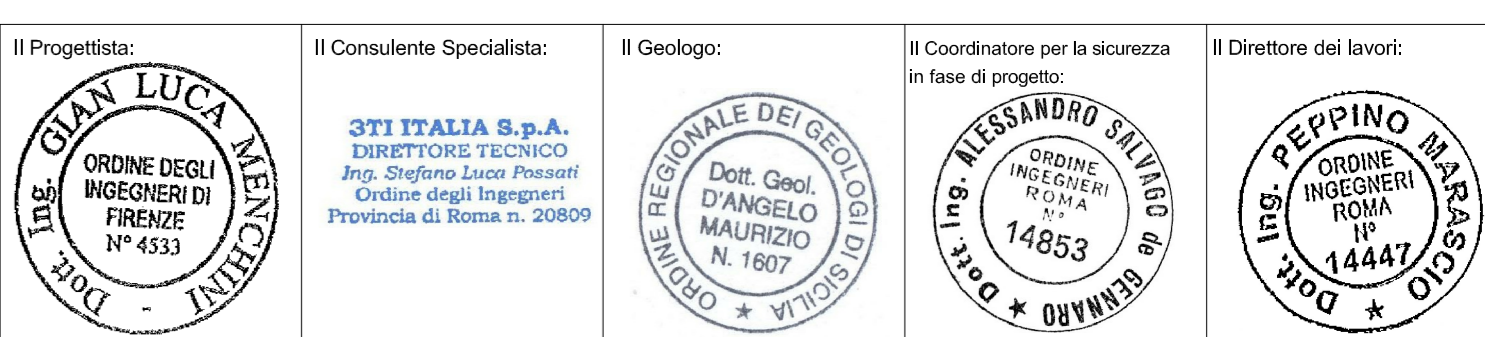 Il Progettista:
Dott. Ing. GIAN LUCA MENCHINI -
ORDINE DEGLI
INGEGNERI DI
FIRENZE
N° 4533
Il Consulente Specialista:
3TI ITALIA S.p.A.
DIRETTORE TECNICO
Ing. Stefano Luca Possati
Ordine degli Ingegneri
Provincia di Roma n. 20809
Il Geologo:
ORDINE REGIONALE DEI GEOLOGI DI SICILIA ★
Dott. Geol.
D'ANGELO
MAURIZIO
N. 1607
Il Coordinatore per la sicurezza
in fase di progetto:
Dott. Ing. ALESSANDRO SALVAGO de GENNARO ★
ORDINE
INGEGNERI
ROMA
N°
14853
Il Direttore dei lavori:
Dott. Ing. PEPPINO MARASCIO ★
ORDINE
INGEGNERI
ROMA
N°
14447